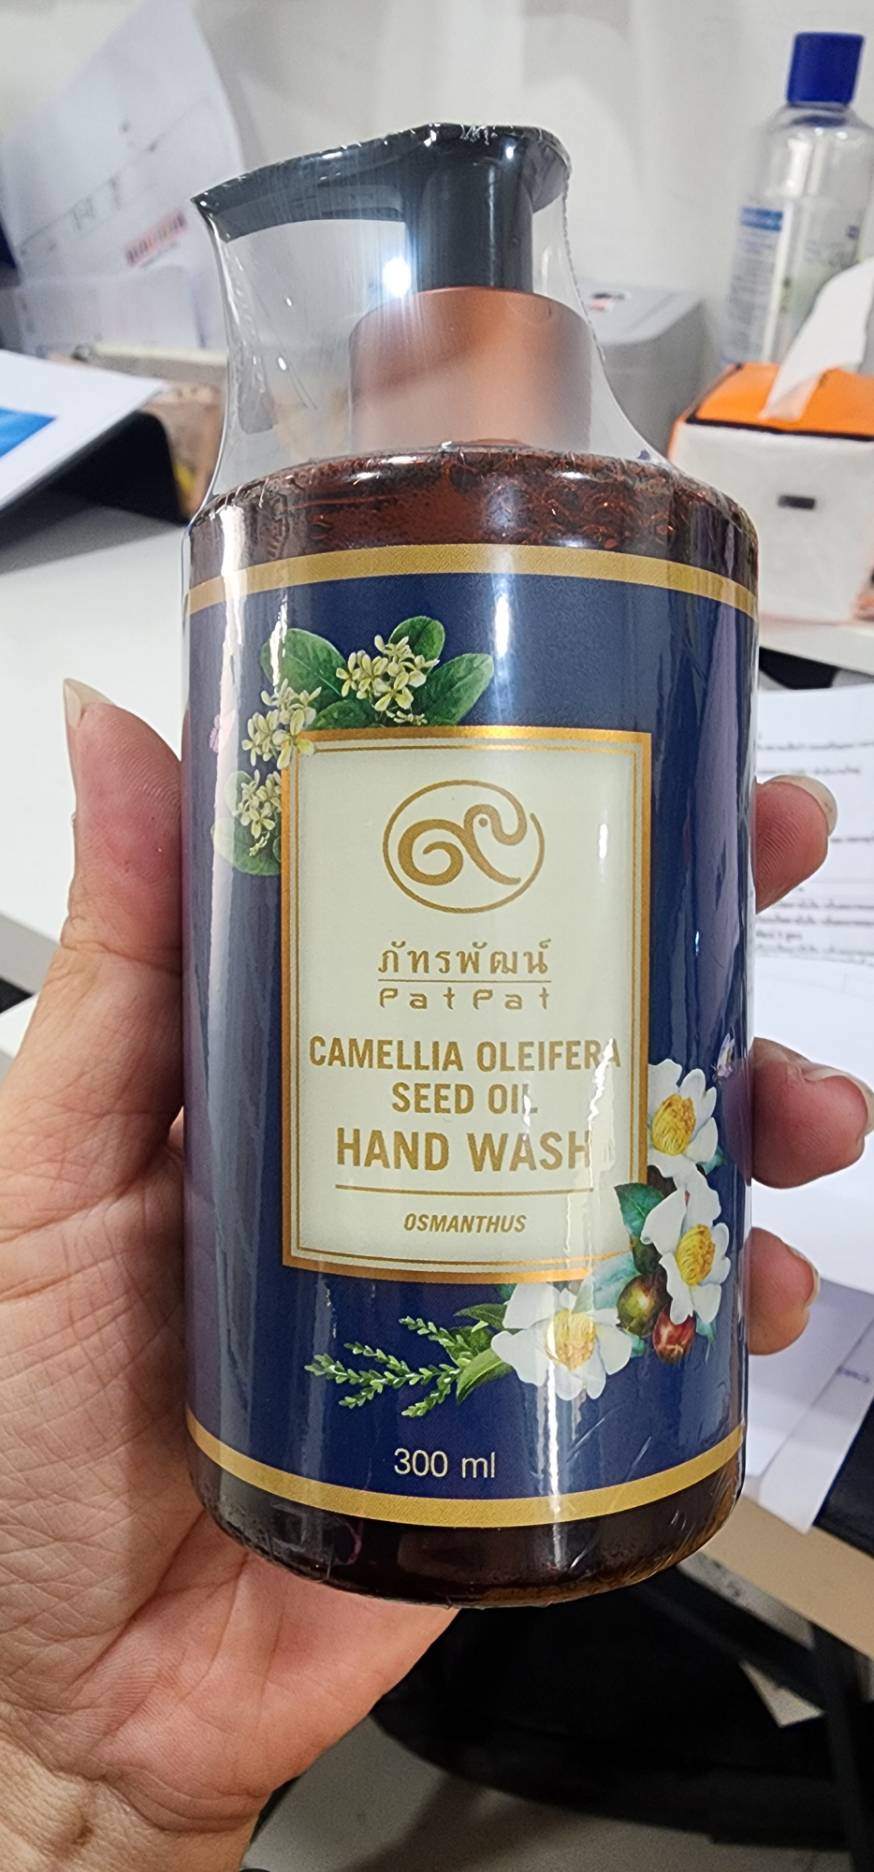 ภัทรพัฒน์
PatPat
CAMELLIA OLEIFERA
SEED OIL
HAND WASH
OSMANTHUS
300 ml